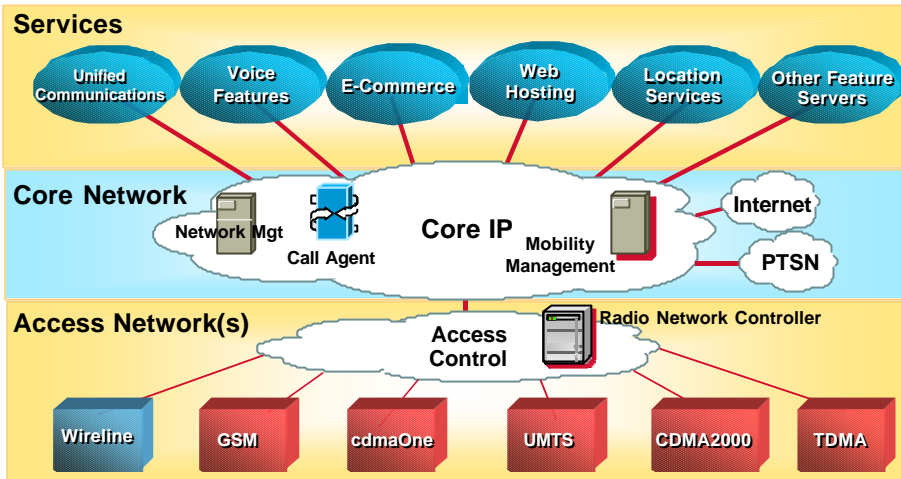 Services
Unified
Communications
Voice
Features
E-Commerce
Web
Hosting
Location
Services
Other Feature
Servers
Core Network
Network Mgt
Call Agent
Core IP
Mobility
Management
Internet
PTSN
Access Network(s)
Access
Control
Radio Network Controller
Wireline
GSM
cdmaOne
UMTS
CDMA2000
TDMA